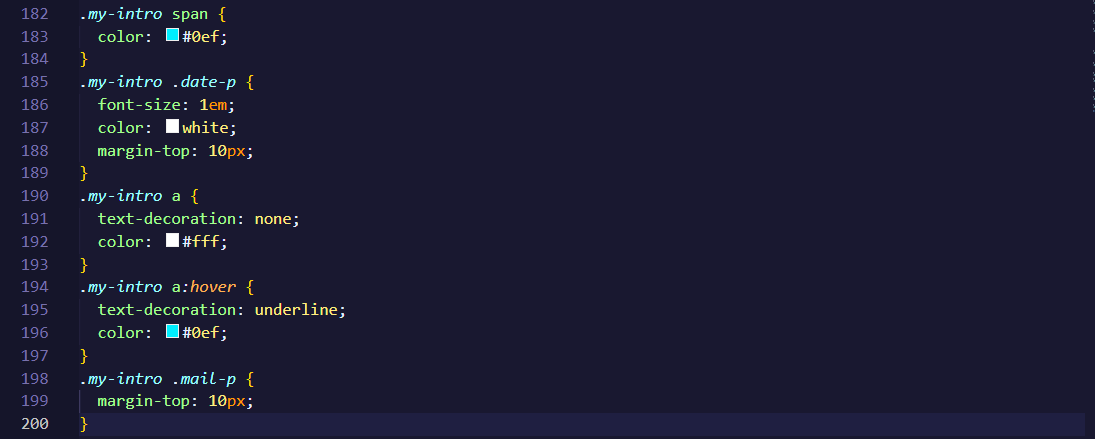 182 .my-intro span {
183   color: #0ef;
184 }
185 .my-intro .date-p {
186   font-size: 1em;
187   color: white;
188   margin-top: 10px;
189 }
190 .my-intro a {
191   text-decoration: none;
192   color: #fff;
193 }
194 .my-intro a:hover {
195   text-decoration: underline;
196   color: #0ef;
197 }
198 .my-intro .mail-p {
199   margin-top: 10px;
200 }